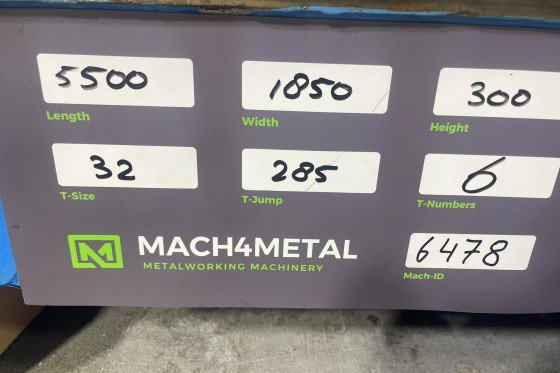 5500 1850 300
Length Width Height
32 285 6
T-Size T-Jump T-Numbers
MACH4METAL 6478
METALWORKING MACHINERY Mach-ID